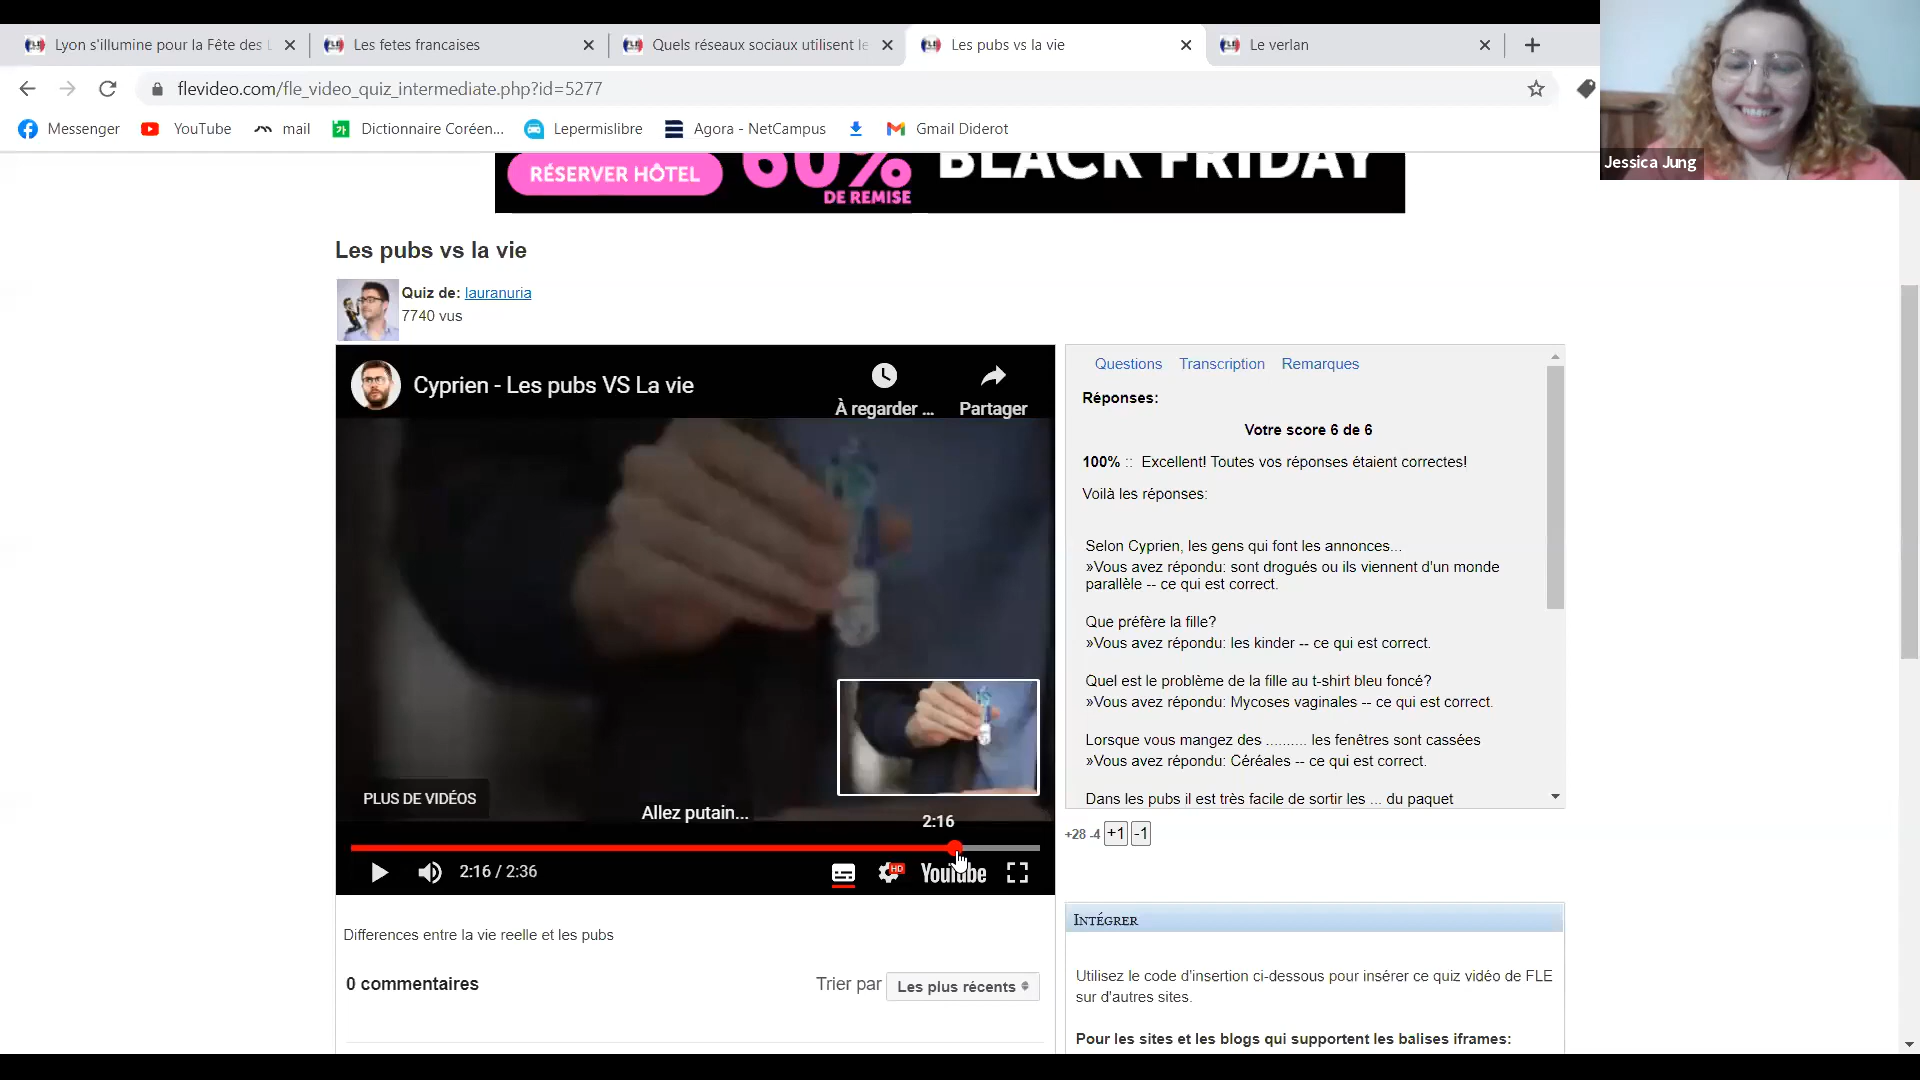 Lyon s'illumine pour la Fête des
Les fetes francaises
Quels réseaux sociaux utilisent le
Les pubs vs la vie
Le verlan
flevideo.com/fle_video_quiz_intermediate.php?id=5277
Messenger
YouTube
mail
Dictionnaire Coréen...
Lepermislibre
Agora - NetCampus
Gmail Diderot
Jessica Jung
RÉSERVER HÔTEL
60%
DE REMISE
BLACK FRIDAY
Les pubs vs la vie
Quiz de: lauranuria
7740 vus
Cyprien - Les pubs VS La vie
À regarder ...
Partager
PLUS DE VIDÉOS
Allez putain...
2:16
2:16 / 2:36
HD
YouTube
Questions Transcription Remarques
Réponses:
Votre score 6 de 6
100% :: Excellent! Toutes vos réponses étaient correctes!
Voilà les réponses:
Selon Cyprien, les gens qui font les annonces...
»Vous avez répondu: sont drogués ou ils viennent d'un monde
parallèle -- ce qui est correct.
Que préfère la fille?
»Vous avez répondu: les kinder -- ce qui est correct.
Quel est le problème de la fille au t-shirt bleu foncé?
»Vous avez répondu: Mycoses vaginales -- ce qui est correct.
Lorsque vous mangez des .......... les fenêtres sont cassées
»Vous avez répondu: Céréales -- ce qui est correct.
Dans les pubs il est très facile de sortir les ... du paquet
+28 -4 +1 -1
Differences entre la vie reelle et les pubs
0 commentaires
Trier par Les plus récents
INTÉGRER
Utilisez le code d'insertion ci-dessous pour insérer ce quiz vidéo de FLE
sur d'autres sites.
Pour les sites et les blogs qui supportent les balises iframes: